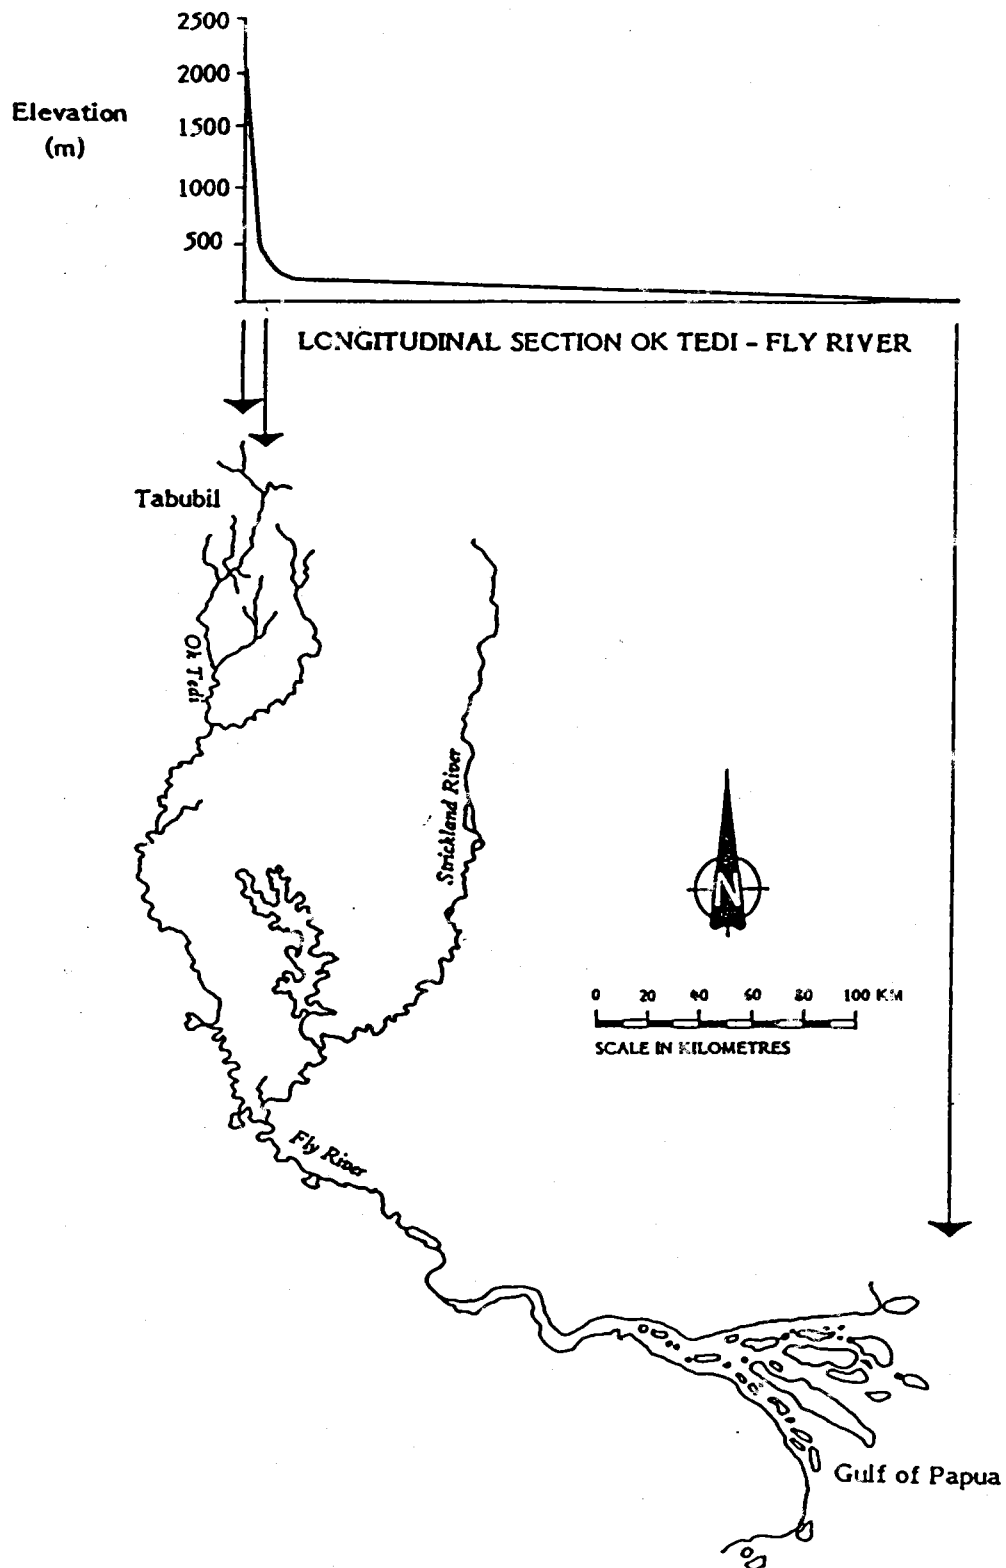 2500
2000
Elevation
(m)
1500
1000
500
LONGITUDINAL SECTION OK TEDI - FLY RIVER
Tabubil
Ok Tedi
Strickland River
N
0 20 40 60 80 100 KM
SCALE IN KILOMETRES
Fly River
Gulf of Papua